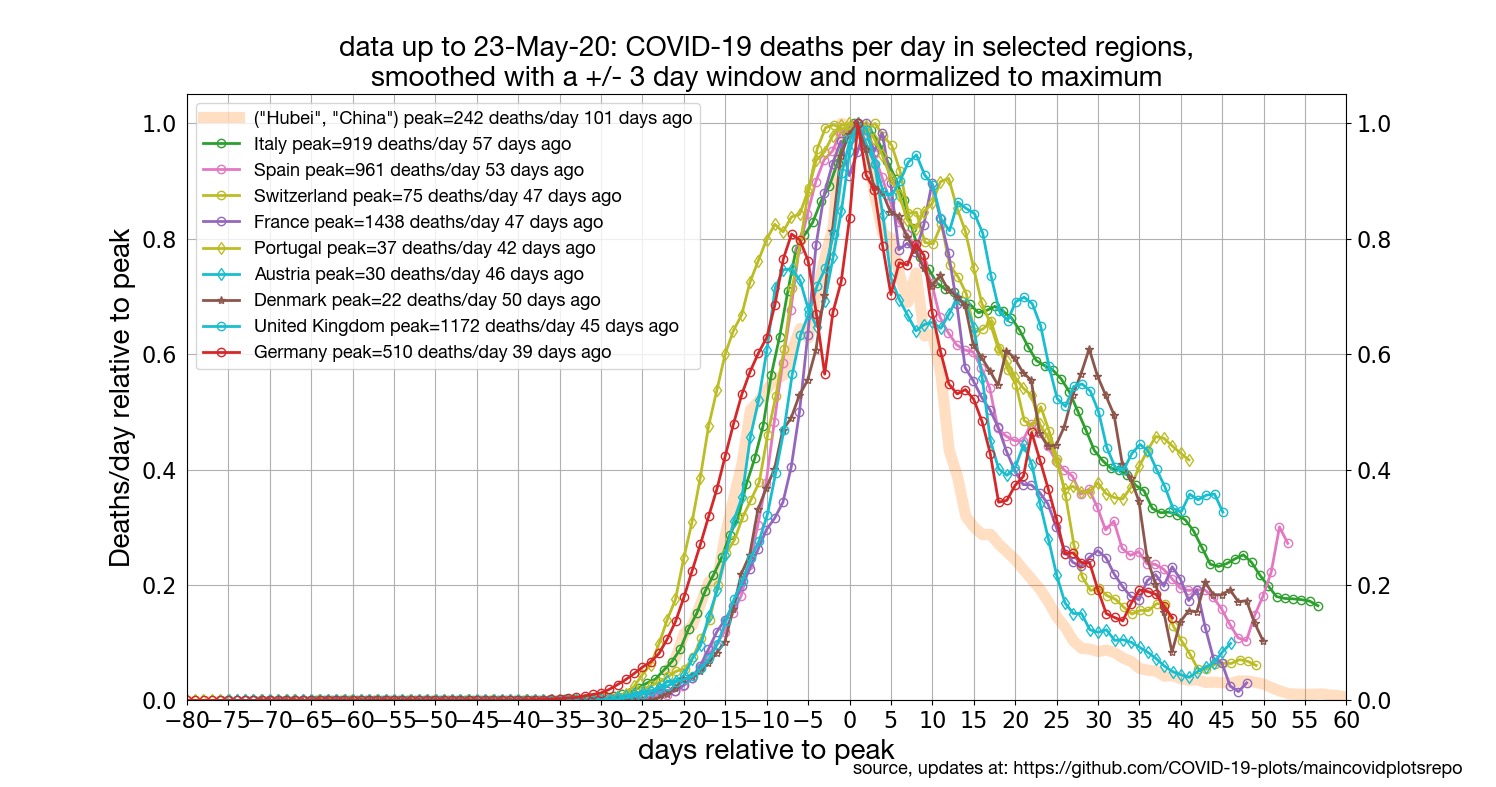 data up to 23-May-20: COVID-19 deaths per day in selected regions,
smoothed with a +/- 3 day window and normalized to maximum
("Hubei", "China") peak=242 deaths/day 101 days ago
Italy peak=919 deaths/day 57 days ago
Spain peak=961 deaths/day 53 days ago
Switzerland peak=75 deaths/day 47 days ago
France peak=1438 deaths/day 47 days ago
Portugal peak=37 deaths/day 42 days ago
Austria peak=30 deaths/day 46 days ago
Denmark peak=22 deaths/day 50 days ago
United Kingdom peak=1172 deaths/day 45 days ago
Germany peak=510 deaths/day 39 days ago
Deaths/day relative to peak
1.0
0.8
0.6
0.4
0.2
0.0
1.0
0.8
0.6
0.4
0.2
0.0
−80 −75 −70 −65 −60 −55 −50 −45 −40 −35 −30 −25 −20 −15 −10 −5 0 5 10 15 20 25 30 35 40 45 50 55 60
days relative to peak
source, updates at: https://github.com/COVID-19-plots/maincovidplotsrepo